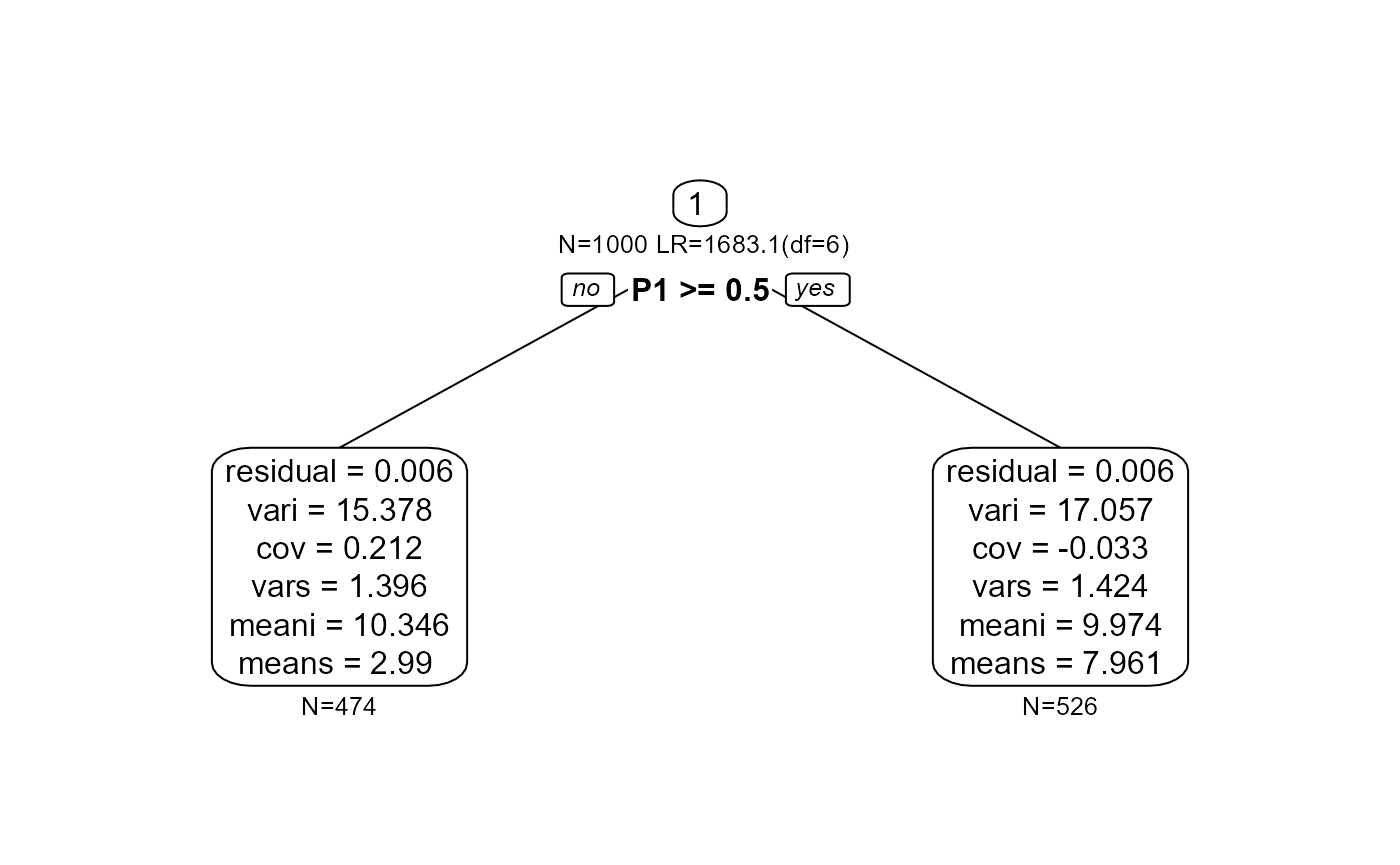 1
N=1000 LR=1683.1(df=6)
no P1 >= 0.5 yes
residual = 0.006
vari = 15.378
cov = 0.212
vars = 1.396
meani = 10.346
means = 2.99
N=474
residual = 0.006
vari = 17.057
cov = -0.033
vars = 1.424
meani = 9.974
means = 7.961
N=526